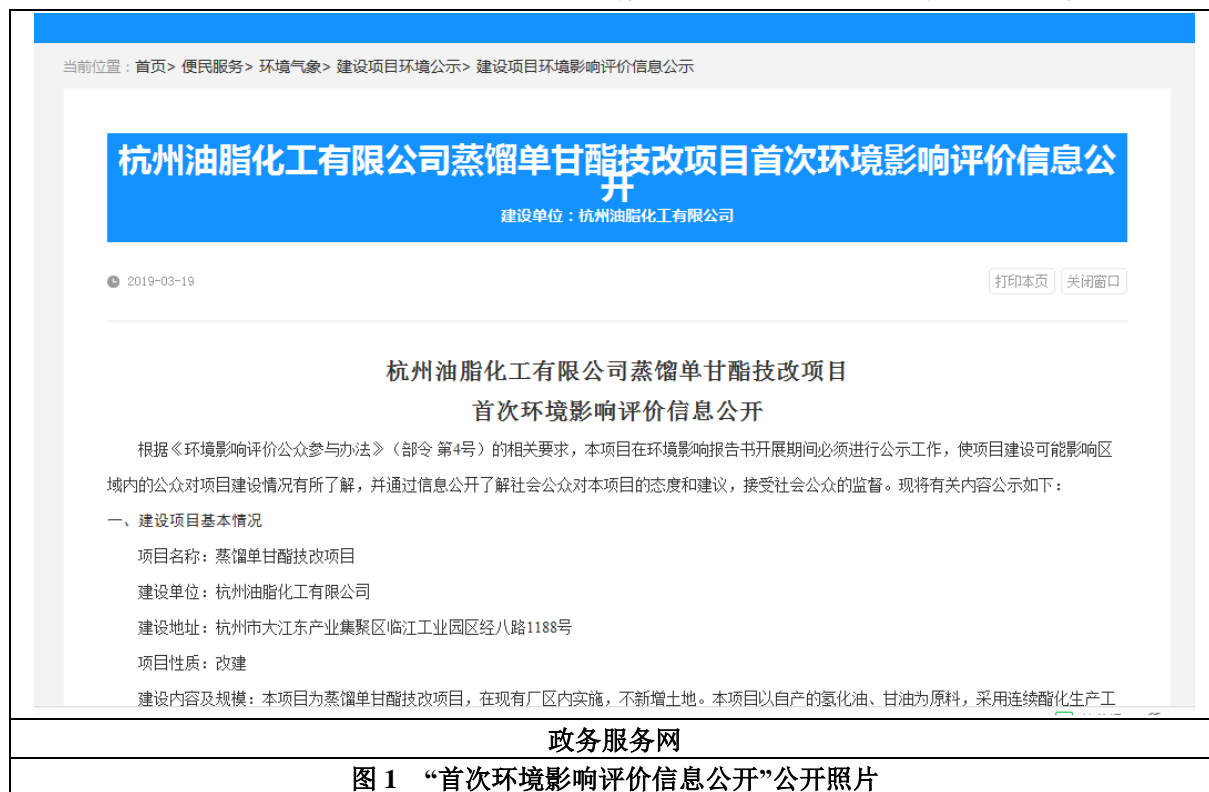 当前位置：首页> 便民服务> 环境气象> 建设项目环境公示> 建设项目环境影响评价信息公示
杭州油脂化工有限公司蒸馏单甘酯技改项目首次环境影响评价信息公
开
建设单位：杭州油脂化工有限公司
2019-03-19
打印本页 关闭窗口
杭州油脂化工有限公司蒸馏单甘酯技改项目
首次环境影响评价信息公开
根据《环境影响评价公众参与办法》（部令 第4号）的相关要求，本项目在环境影响报告书开展期间必须进行公示工作，使项目建设可能影响区
域内的公众对项目建设情况有所了解，并通过信息公开了解社会公众对本项目的态度和建议，接受社会公众的监督。现将有关内容公示如下：
一、建设项目基本情况
项目名称：蒸馏单甘酯技改项目
建设单位：杭州油脂化工有限公司
建设地址：杭州市大江东产业集聚区临江工业园区经八路1188号
项目性质：改建
建设内容及规模：本项目为蒸馏单甘酯技改项目，在现有厂区内实施，不新增土地。本项目以自产的氢化油、甘油为原料，采用连续酯化生产工
政务服务网
图 1 “首次环境影响评价信息公开”公开照片